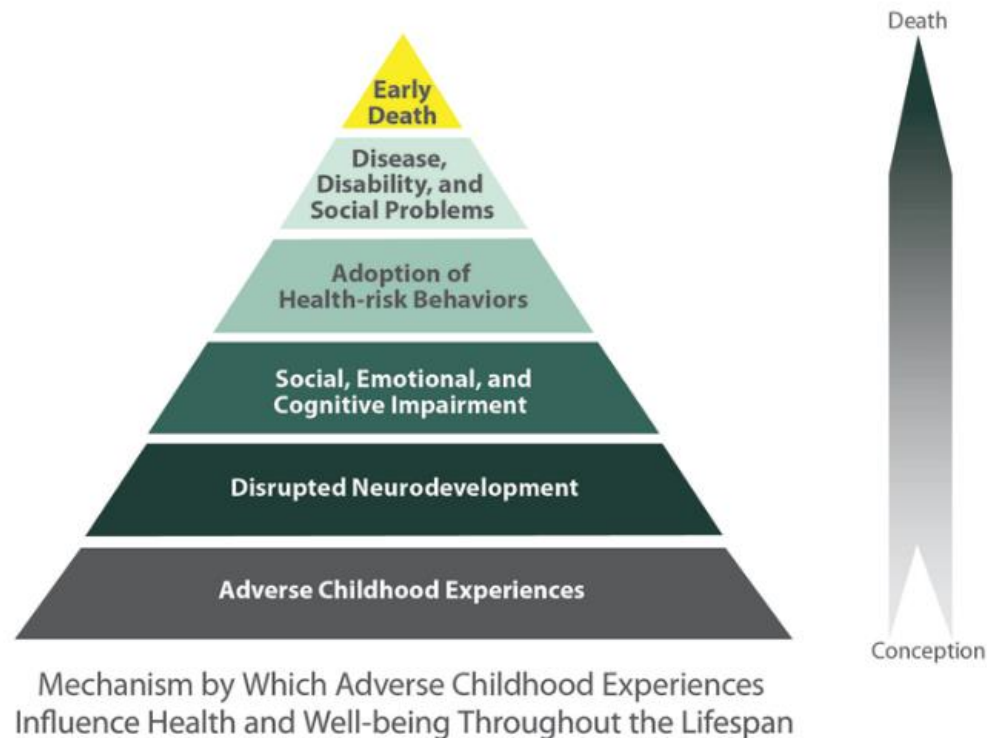 Death
Early
Death
Disease,
Disability, and
Social Problems
Adoption of
Health-risk Behaviors
Social, Emotional, and
Cognitive Impairment
Disrupted Neurodevelopment
Adverse Childhood Experiences
Conception
Mechanism by Which Adverse Childhood Experiences
Influence Health and Well-being Throughout the Lifespan